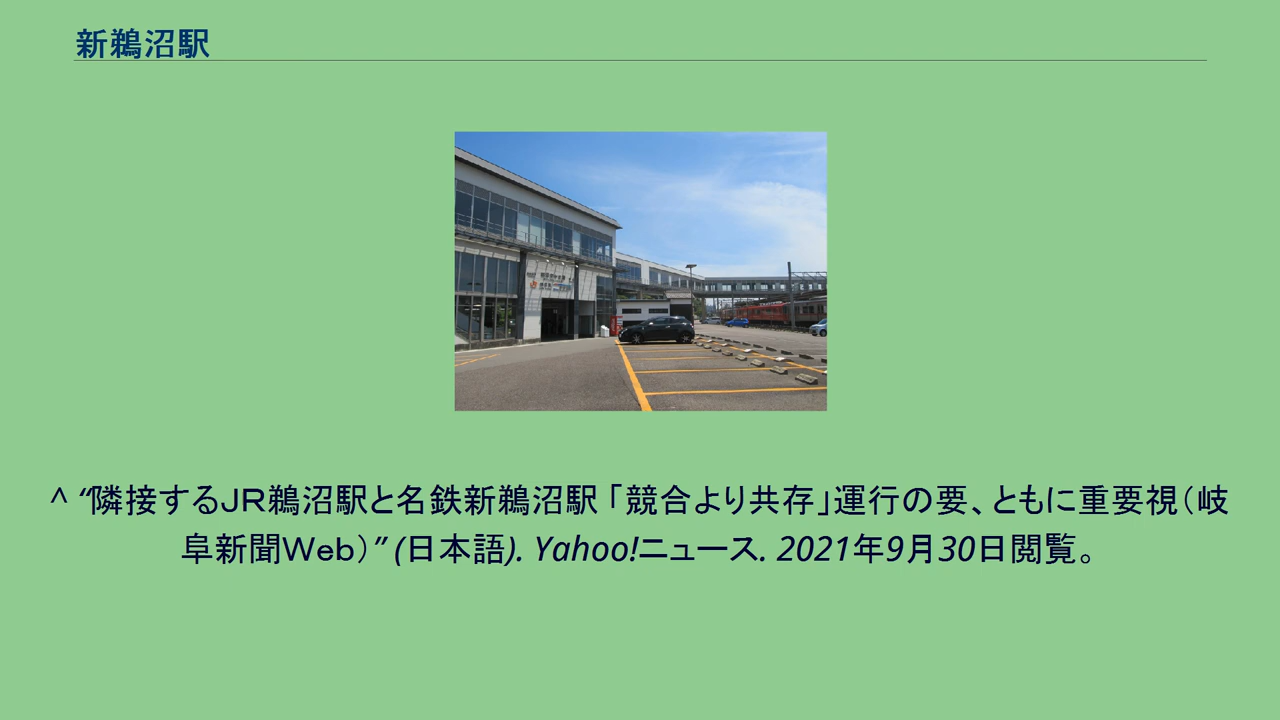 新鵜沼駅
^ “隣接するＪＲ鵜沼駅と名鉄新鵜沼駅 「競合より共存」運行の要、ともに重要視（岐
阜新聞Ｗｅｂ）” (日本語). Yahoo!ニュース. 2021年9月30日閲覧。